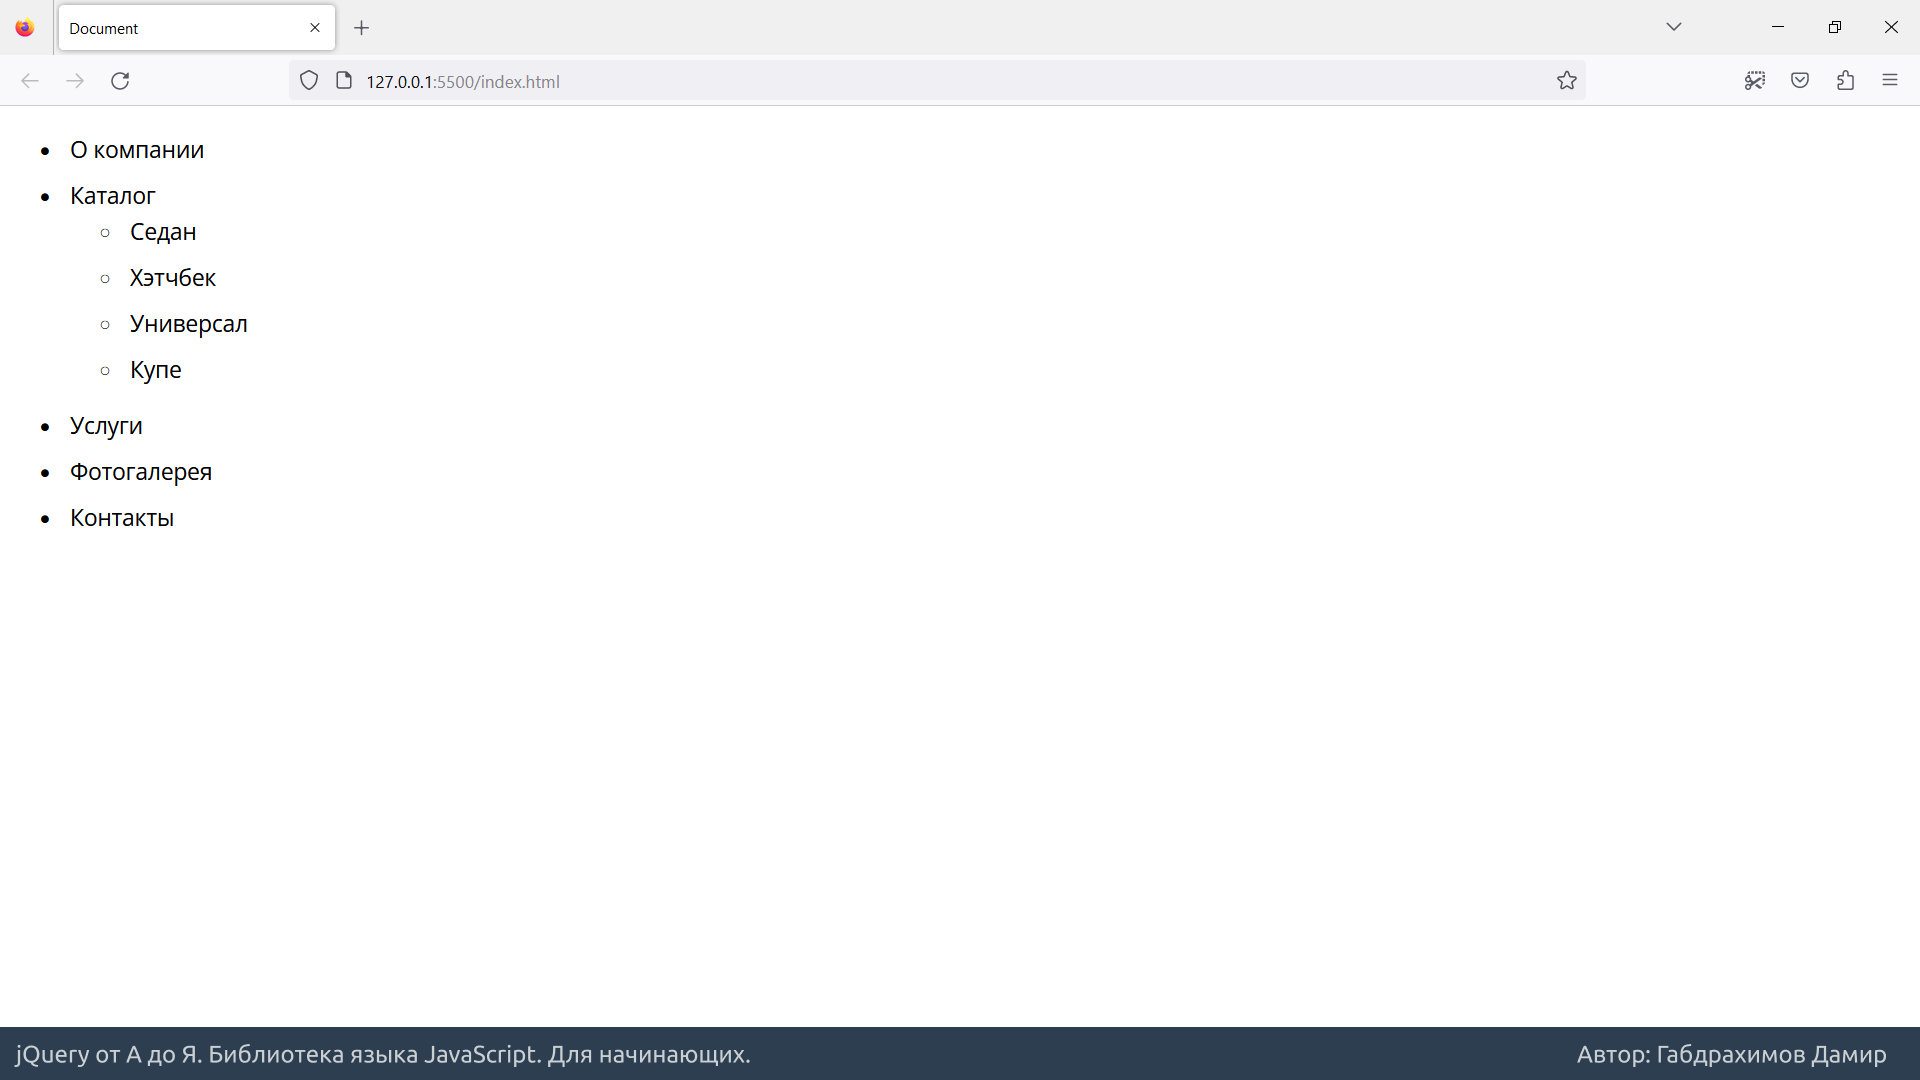 Document
127.0.0.1:5500/index.html
О компании
Каталог
Седан
Хэтчбек
Универсал
Купе
Услуги
Фотогалерея
Контакты
jQuery от А до Я. Библиотека языка JavaScript. Для начинающих.
Автор: Габдрахимов Дамир